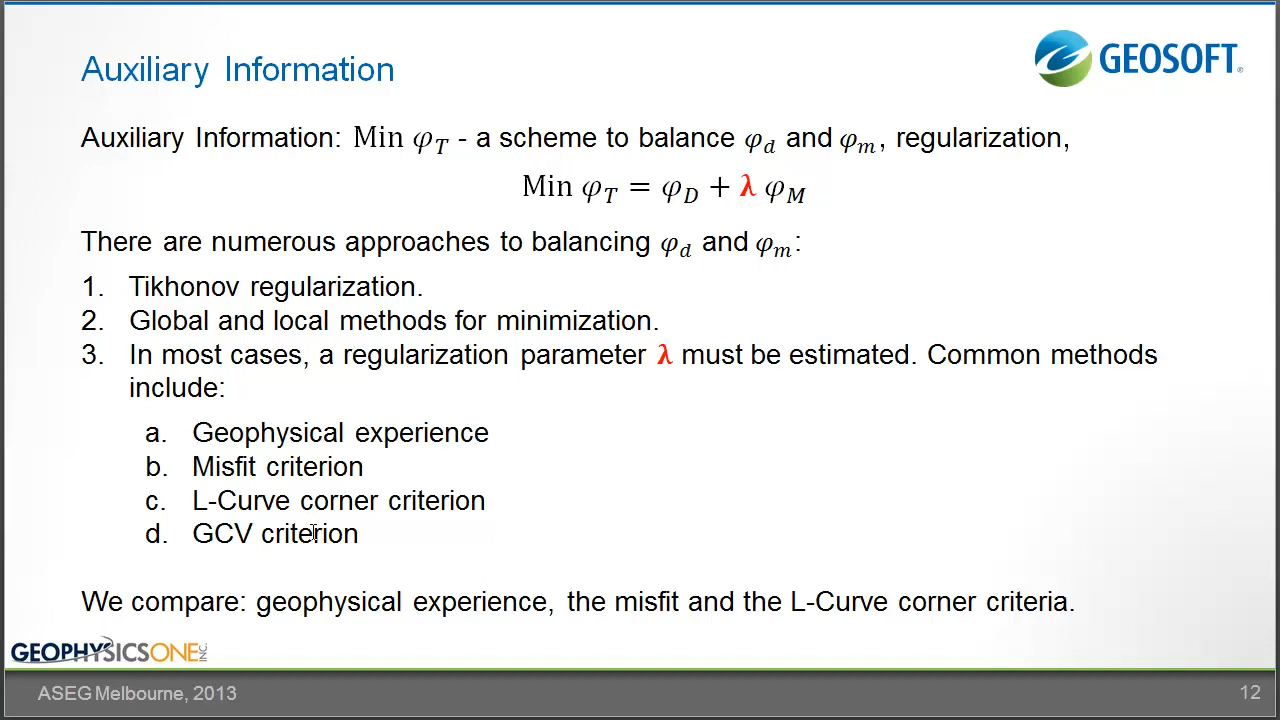 Auxiliary Information
GEOSOFT®
Auxiliary Information: Min φ_T - a scheme to balance φ_d and φ_m, regularization,
Min φ_T = φ_D + λ φ_M
There are numerous approaches to balancing φ_d and φ_m:
1. Tikhonov regularization.
2. Global and local methods for minimization.
3. In most cases, a regularization parameter λ must be estimated. Common methods
include:
a. Geophysical experience
b. Misfit criterion
c. L-Curve corner criterion
d. GCV criterion
We compare: geophysical experience, the misfit and the L-Curve corner criteria.
GEOPHYSICSONE INC.
ASEG Melbourne, 2013
12